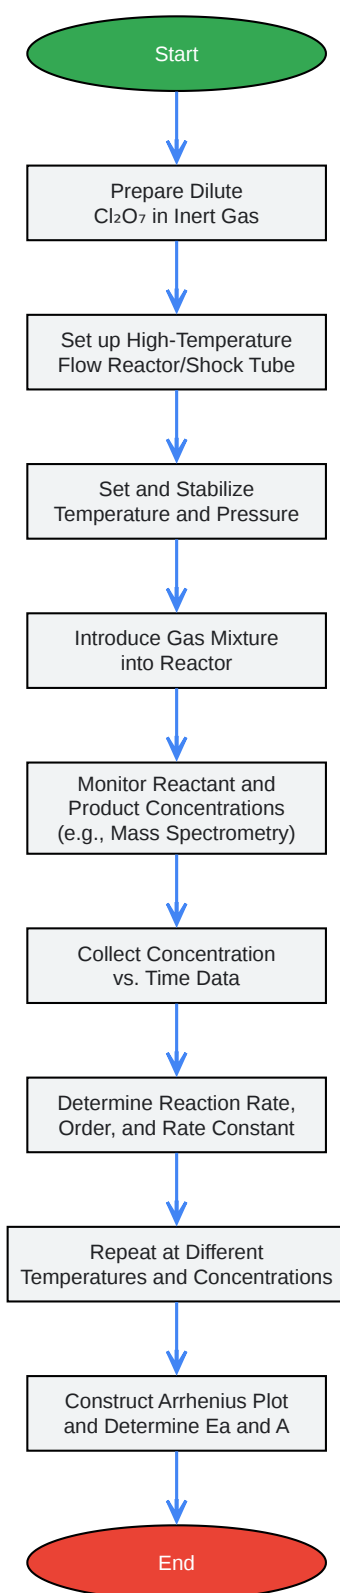 Start
Prepare Dilute
Cl₂O₇ in Inert Gas
Set up High-Temperature
Flow Reactor/Shock Tube
Set and Stabilize
Temperature and Pressure
Introduce Gas Mixture
into Reactor
Monitor Reactant and
Product Concentrations
(e.g., Mass Spectrometry)
Collect Concentration
vs. Time Data
Determine Reaction Rate,
Order, and Rate Constant
Repeat at Different
Temperatures and Concentrations
Construct Arrhenius Plot
and Determine Ea and A
End